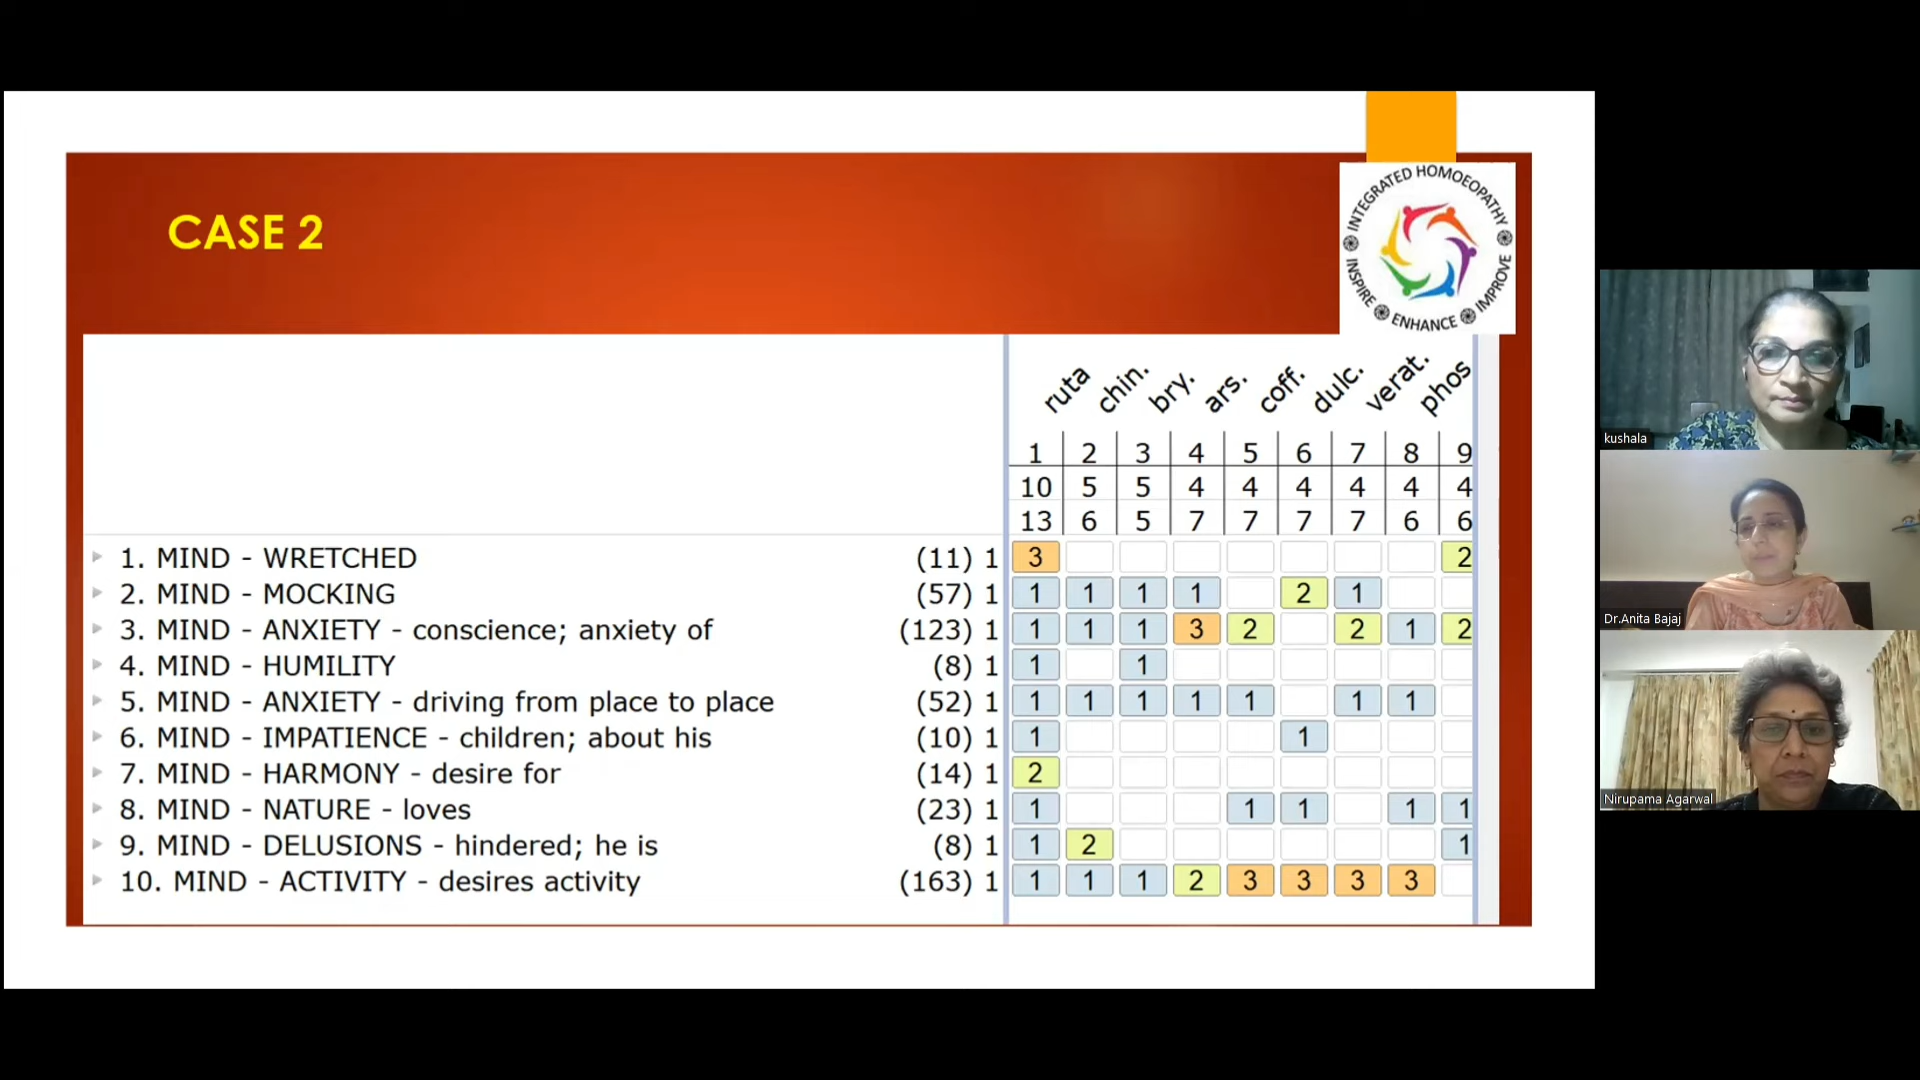 CASE 2
INTEGRATED HOMOEOPATHY
INSPIRE
ENHANCE
IMPROVE
ruta chin. bry. ars. coff. dulc. verat. phos
1 2 3 4 5 6 7 8 9
10 5 5 4 4 4 4 4 4
13 6 5 7 7 7 7 6 6
1. MIND - WRETCHED (11) 1 3 2
2. MIND - MOCKING (57) 1 1 1 1 1 2 1
3. MIND - ANXIETY - conscience; anxiety of (123) 1 1 1 1 3 2 2 1 2
4. MIND - HUMILITY (8) 1 1 1
5. MIND - ANXIETY - driving from place to place (52) 1 1 1 1 1 1 1 1
6. MIND - IMPATIENCE - children; about his (10) 1 1 1
7. MIND - HARMONY - desire for (14) 1 2
8. MIND - NATURE - loves (23) 1 1 1 1 1 1
9. MIND - DELUSIONS - hindered; he is (8) 1 1 2 1
10. MIND - ACTIVITY - desires activity (163) 1 1 1 1 2 3 3 3 3
kushala
Dr.Anita Bajaj
Nirupama Agarwal